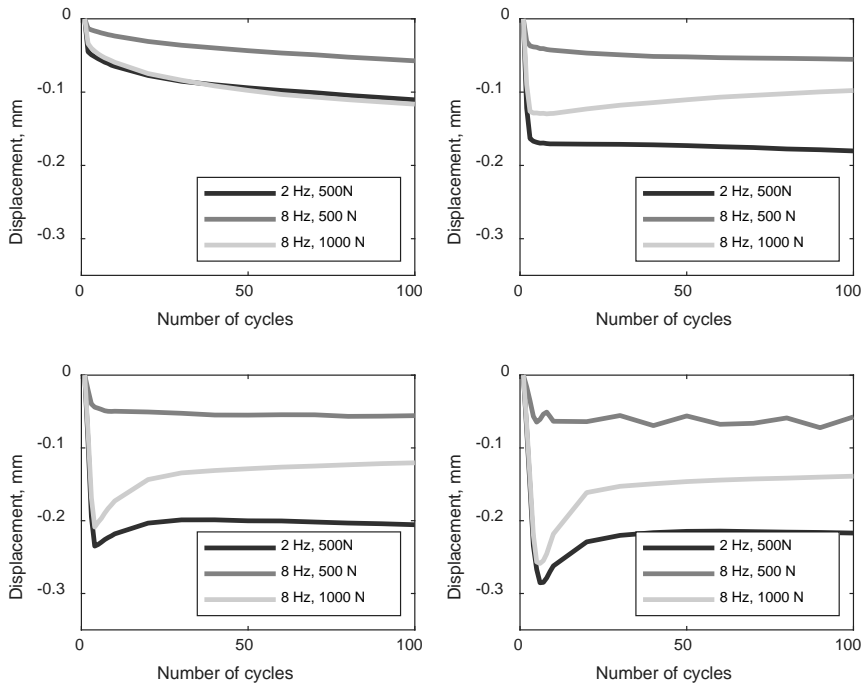 0
-0.1
-0.2
-0.3
Displacement, mm
2 Hz, 500N
8 Hz, 500 N
8 Hz, 1000 N
0
50
100
Number of cycles
0
-0.1
-0.2
-0.3
Displacement, mm
2 Hz, 500N
8 Hz, 500 N
8 Hz, 1000 N
0
50
100
Number of cycles
0
-0.1
-0.2
-0.3
Displacement, mm
2 Hz, 500N
8 Hz, 500 N
8 Hz, 1000 N
0
50
100
Number of cycles
0
-0.1
-0.2
-0.3
Displacement, mm
2 Hz, 500N
8 Hz, 500 N
8 Hz, 1000 N
0
50
100
Number of cycles